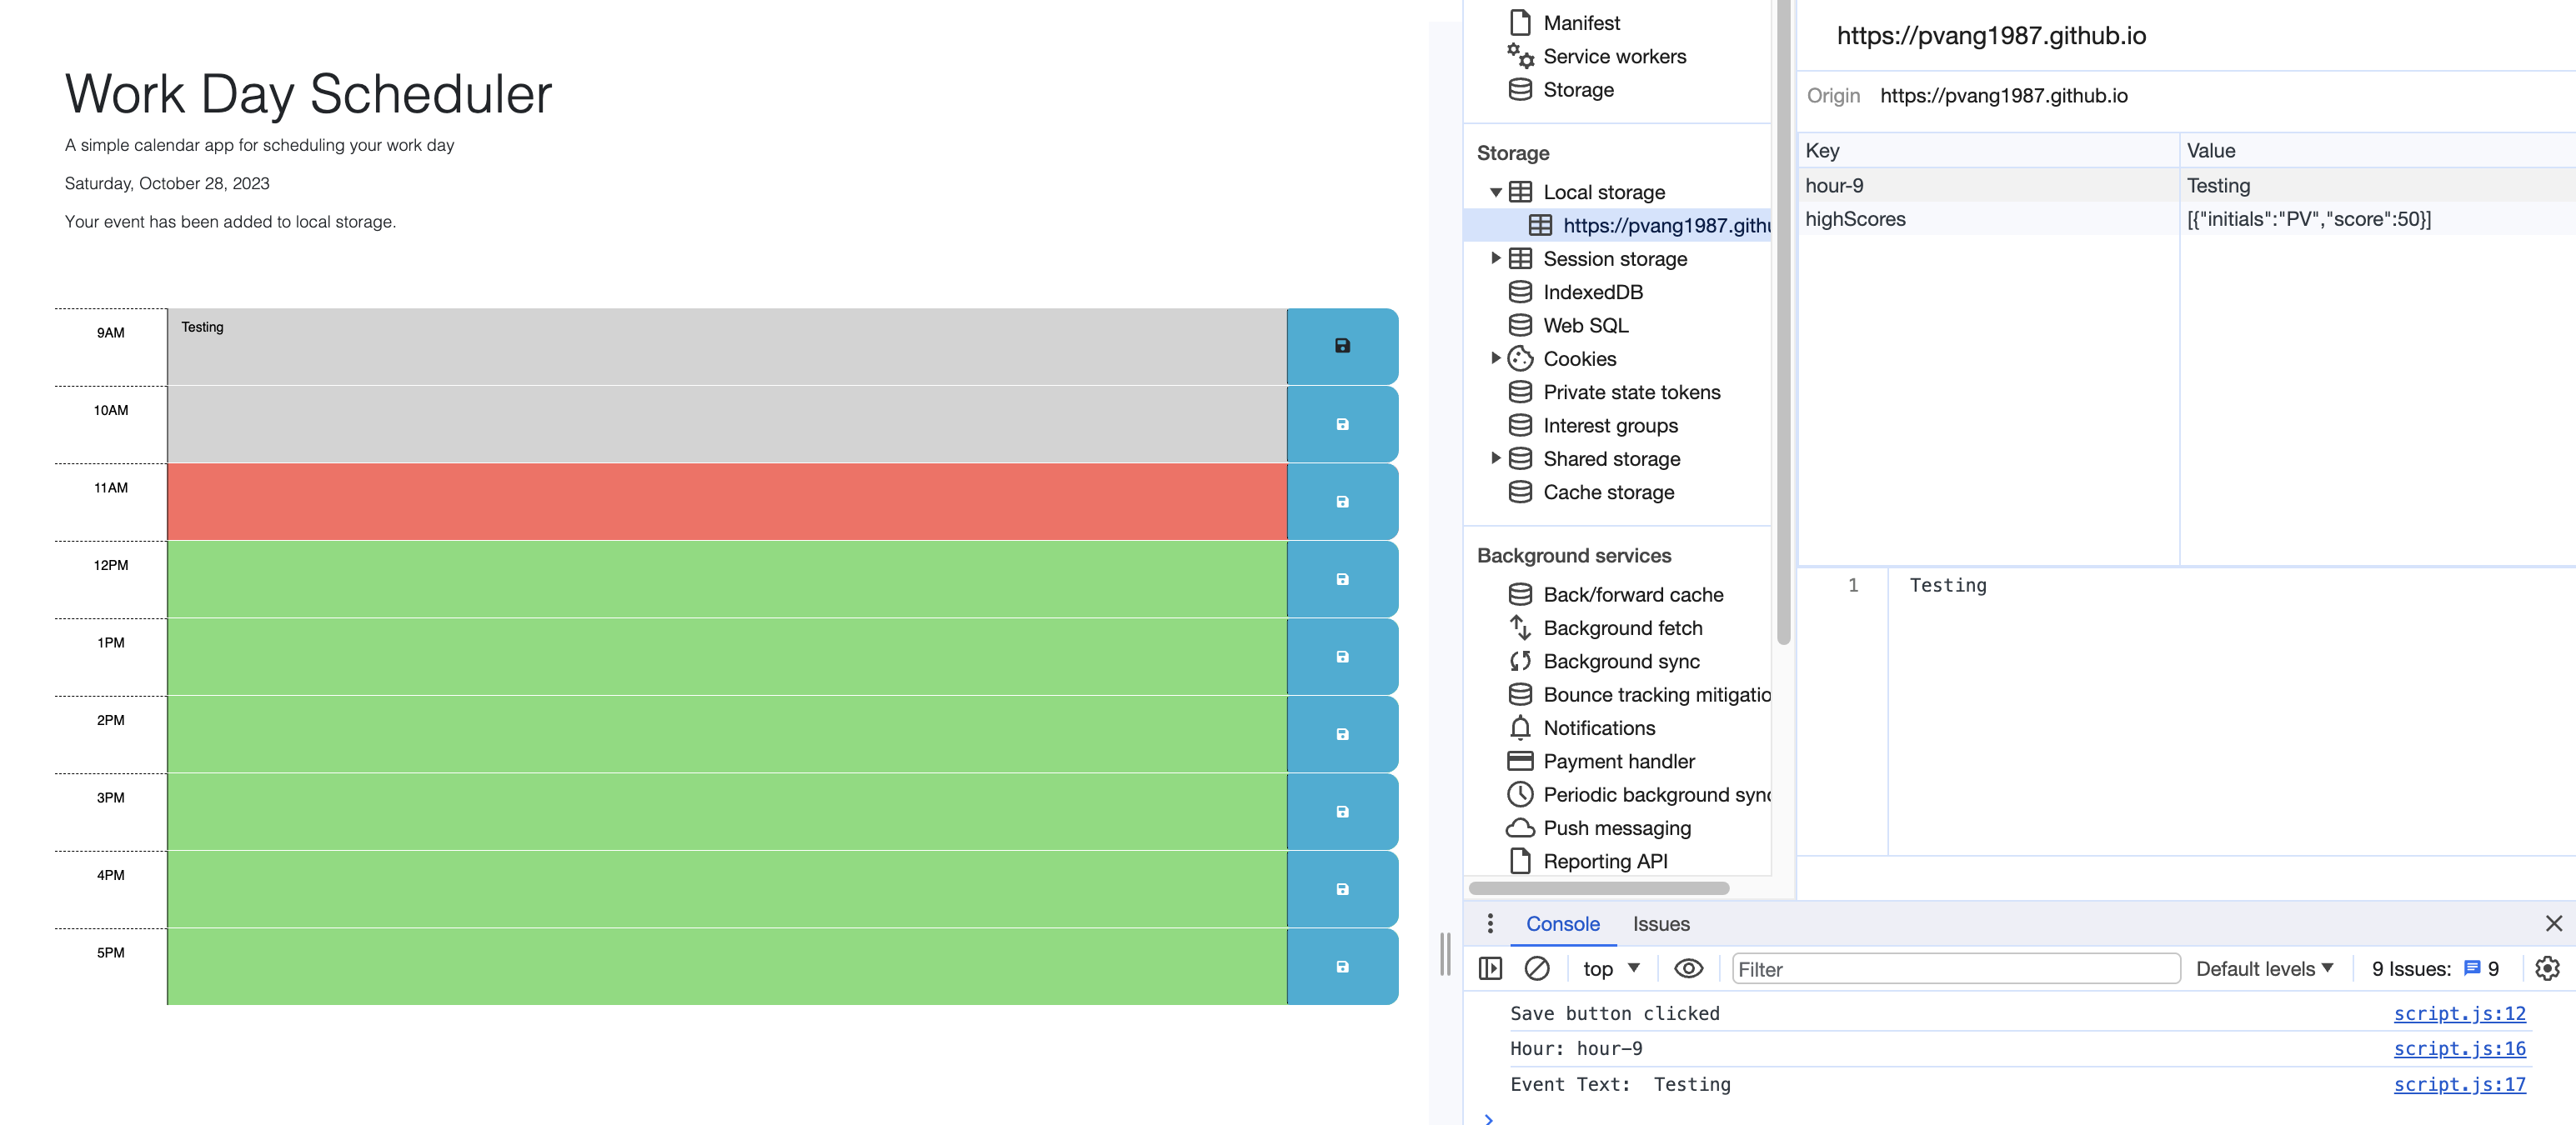 Work Day Scheduler
A simple calendar app for scheduling your work day
Saturday, October 28, 2023
Your event has been added to local storage.
9AM Testing
10AM
11AM
12PM
1PM
2PM
3PM
4PM
5PM
Manifest
Service workers
Storage
Storage
Local storage
https://pvang1987.githu
Session storage
IndexedDB
Web SQL
Cookies
Private state tokens
Interest groups
Shared storage
Cache storage
Background services
Back/forward cache
Background fetch
Background sync
Bounce tracking mitigatio
Notifications
Payment handler
Periodic background sync
Push messaging
Reporting API
https://pvang1987.github.io
Origin https://pvang1987.github.io
Key Value
hour-9 Testing
highScores [{"initials":"PV","score":50}]
1 Testing
Console Issues
top Filter Default levels 9 Issues: 9
Save button clicked script.js:12
Hour: hour-9 script.js:16
Event Text:  Testing script.js:17